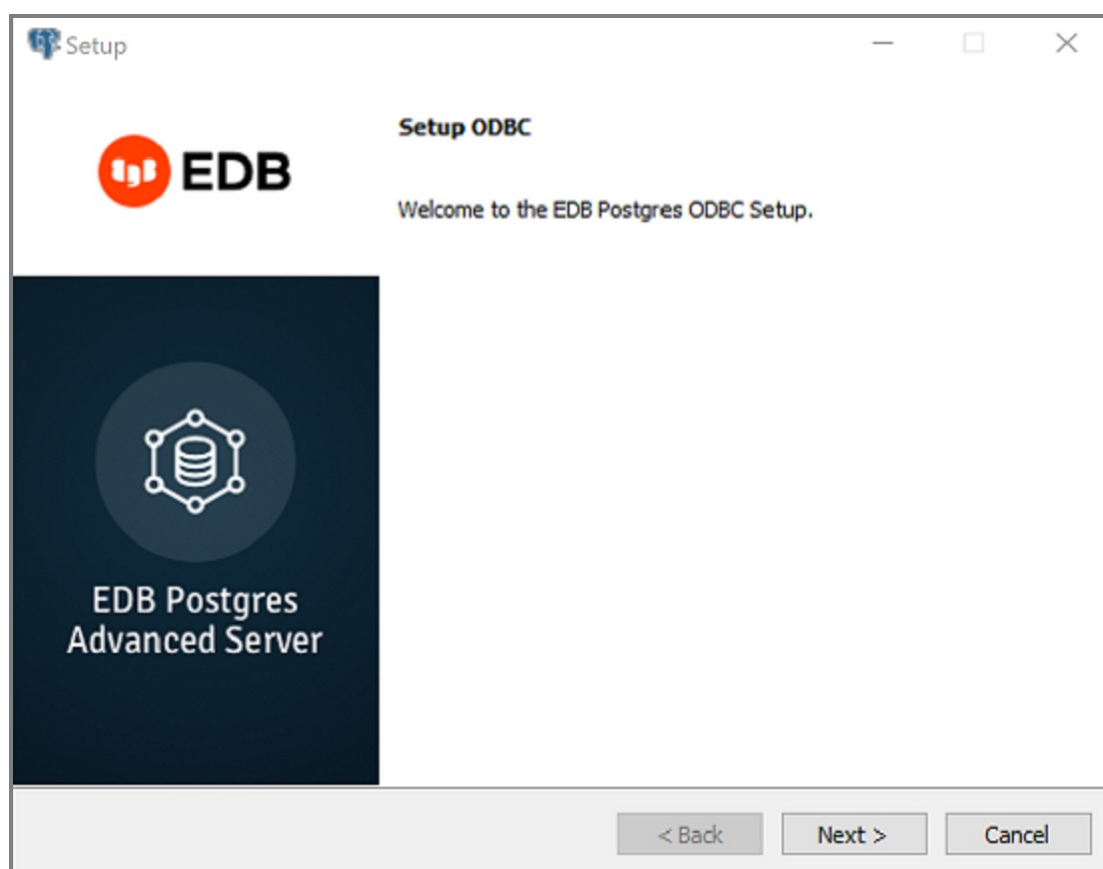 Setup
EDB
Setup ODBC
Welcome to the EDB Postgres ODBC Setup.
EDB Postgres
Advanced Server
< Back
Next >
Cancel